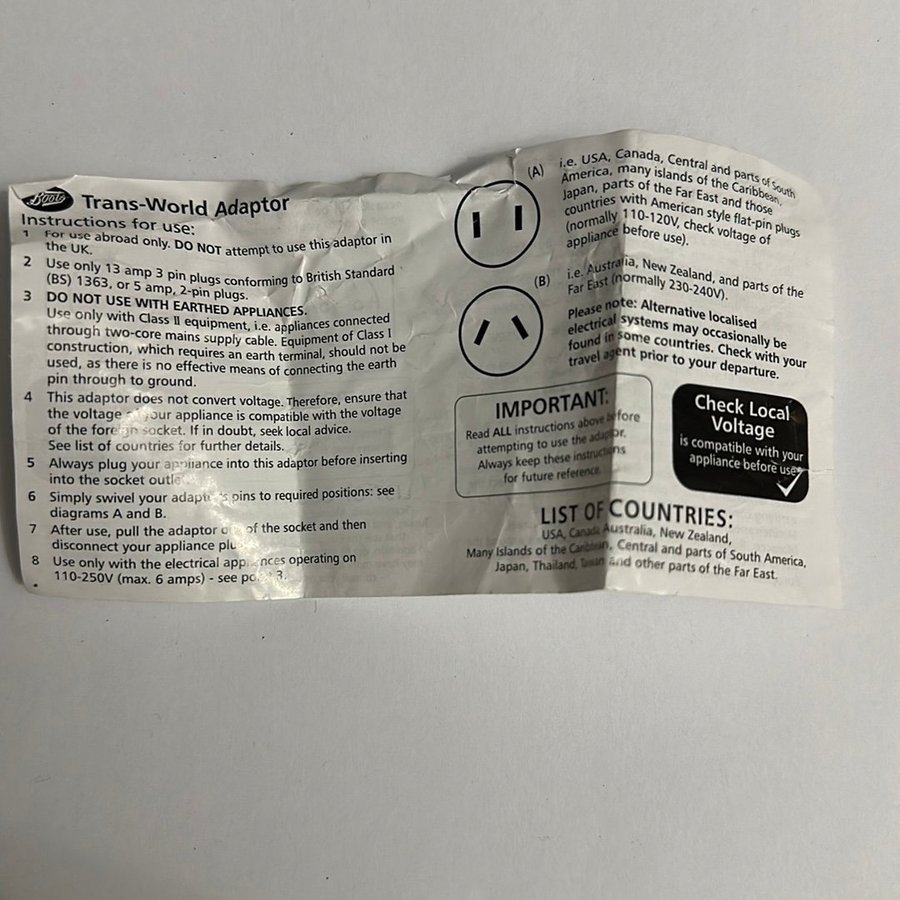 Boots Trans-World Adaptor
Instructions for use:
1 For use abroad only. DO NOT attempt to use this adaptor in
the UK.
2 Use only 13 amp 3 pin plugs conforming to British Standard
(BS) 1363, or 5 amp, 2-pin plugs.
3 DO NOT USE WITH EARTHED APPLIANCES.
Use only with Class II equipment, i.e. appliances connected
through two-core mains supply cable. Equipment of Class I
construction, which requires an earth terminal, should not be
used, as there is no effective means of connecting the earth
pin through to ground.
4 This adaptor does not convert voltage. Therefore, ensure that
the voltage of your appliance is compatible with the voltage
of the foreign socket. If in doubt, seek local advice.
See list of countries for further details.
5 Always plug your appliance into this adaptor before inserting
into the socket outlet
6 Simply swivel your adaptor's pins to required positions: see
diagrams A and B.
7 After use, pull the adaptor out of the socket and then
disconnect your appliance plug
8 Use only with the electrical appliances operating on
110-250V (max. 6 amps) - see point 3.
(A) i.e. USA, Canada, Central and parts of South
America, many islands of the Caribbean,
Japan, parts of the Far East and those
countries with American style flat-pin plugs
(normally 110-120V, check voltage of
appliance before use).
(B) i.e. Australia, New Zealand, and parts of the
Far East (normally 230-240V).
Please note: Alternative localised
electrical systems may occasionally be
found in some countries. Check with your
travel agent prior to your departure.
IMPORTANT:
Read ALL instructions above before
attempting to use the adaptor.
Always keep these instructions
for future reference.
Check Local
Voltage
is compatible with your
appliance before use
LIST OF COUNTRIES:
USA, Canada Australia, New Zealand,
Many Islands of the Caribbean, Central and parts of South America,
Japan, Thailand, Taiwan and other parts of the Far East.